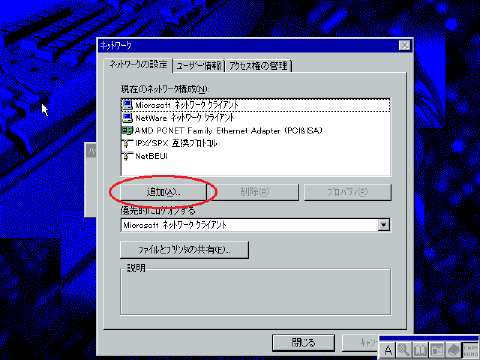 ネットワーク
ネットワークの設定 ユーザー情報 アクセス権の管理
現在のネットワーク構成(N):
Microsoft ネットワーク クライアント
NetWare ネットワーク クライアント
AMD PCNET Family Ethernet Adapter (PCI&ISA)
IPX/SPX 互換プロトコル
NetBEUI
追加(A)... 削除(R) プロパティ(P)
優先的にログオンする
Microsoft ネットワーク クライアント
ファイルとプリンタの共有(F)...
説明
閉じる キャン
A CAPS
KANA